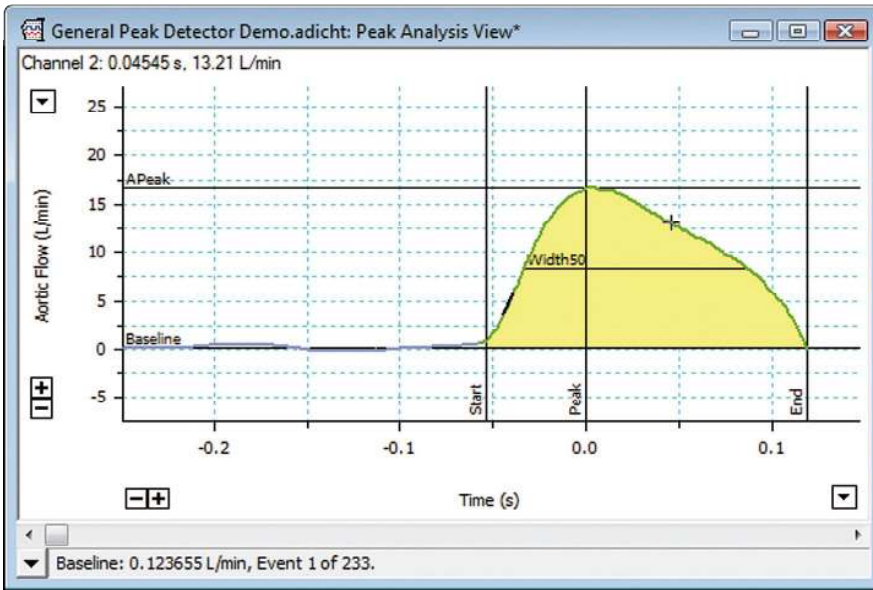 General Peak Detector Demo.adicht: Peak Analysis View*
Channel 2: 0.04545 s, 13.21 L/min
25
20
APeak
15
10
Width50
5
Baseline
0
-5
Aortic Flow (L/min)
Start
Peak
End
-0.2 -0.1 0.0 0.1
Time (s)
Baseline: 0.123655 L/min, Event 1 of 233.